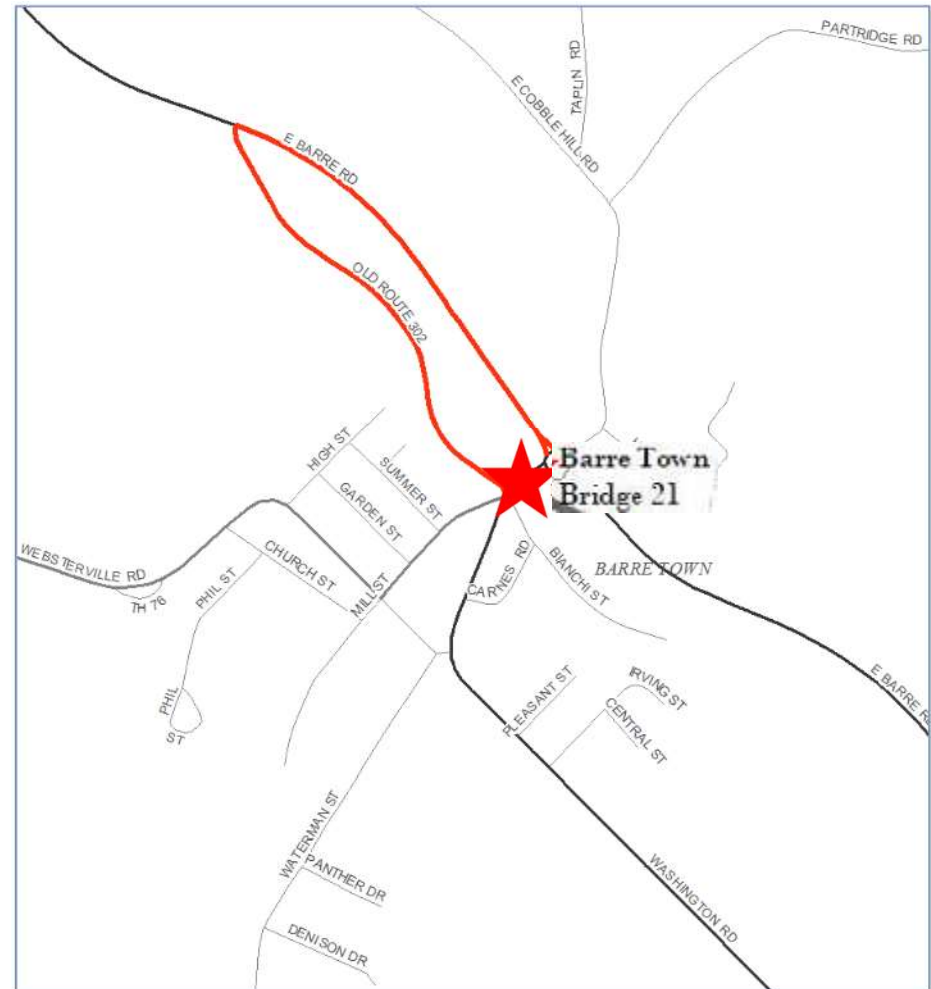 PARTRIDGE RD
TAPLIN RD
E COBBLE HILL RD
E BARRE RD
OLD ROUTE 302
HIGH ST
SUMMER ST
GARDEN ST
Barre Town
Bridge 21
WEBSTERVILLE RD
TH 76
CHURCH ST
PHIL ST
MILL ST
CARNES RD
BIANCHI ST
BARRE TOWN
PHIL
ST
PLEASANT ST
IRVING ST
CENTRAL ST
E BARRE RD
WATERMAN ST
PANTHER DR
DENISON DR
WASHINGTON RD